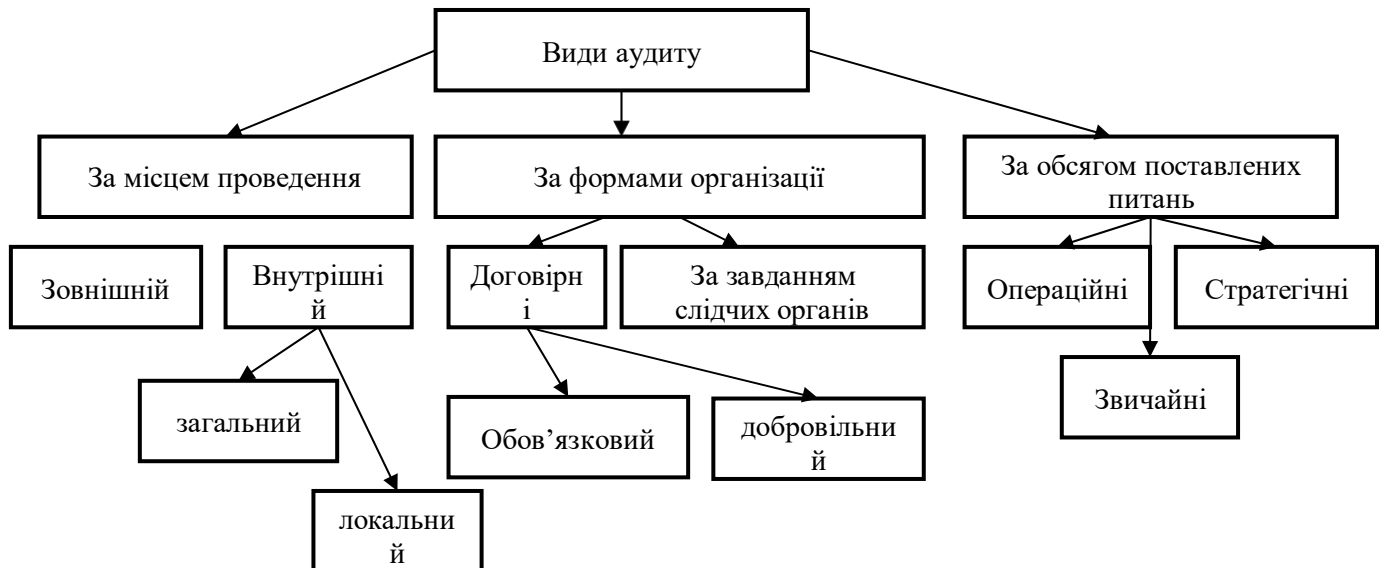 Види аудиту
За місцем проведення
За формами організації
За обсягом поставлених
питань
Зовнішній
Внутрішні
й
Договірн
і
За завданням
слідчих органів
Операційні
Стратегічні
загальний
Обов’язковий
добровільни
й
Звичайні
локальни
й